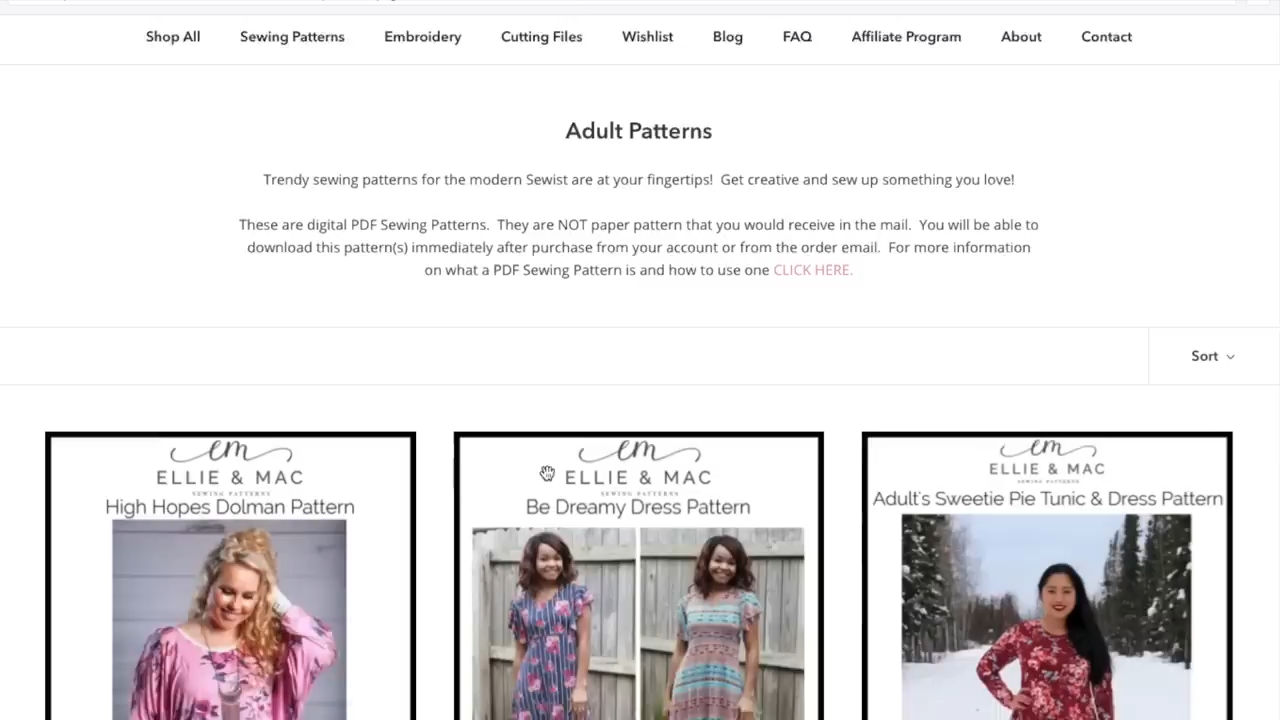 Shop All Sewing Patterns Embroidery Cutting Files Wishlist Blog FAQ Affiliate Program About Contact
Adult Patterns
Trendy sewing patterns for the modern Sewist are at your fingertips! Get creative and sew up something you love!
These are digital PDF Sewing Patterns. They are NOT paper pattern that you would receive in the mail. You will be able to
download this pattern(s) immediately after purchase from your account or from the order email. For more information
on what a PDF Sewing Pattern is and how to use one CLICK HERE.
Sort
em
ELLIE & MAC
SEWING PATTERNS
High Hopes Dolman Pattern
em
ELLIE & MAC
SEWING PATTERNS
Be Dreamy Dress Pattern
em
ELLIE & MAC
SEWING PATTERNS
Adult's Sweetie Pie Tunic & Dress Pattern